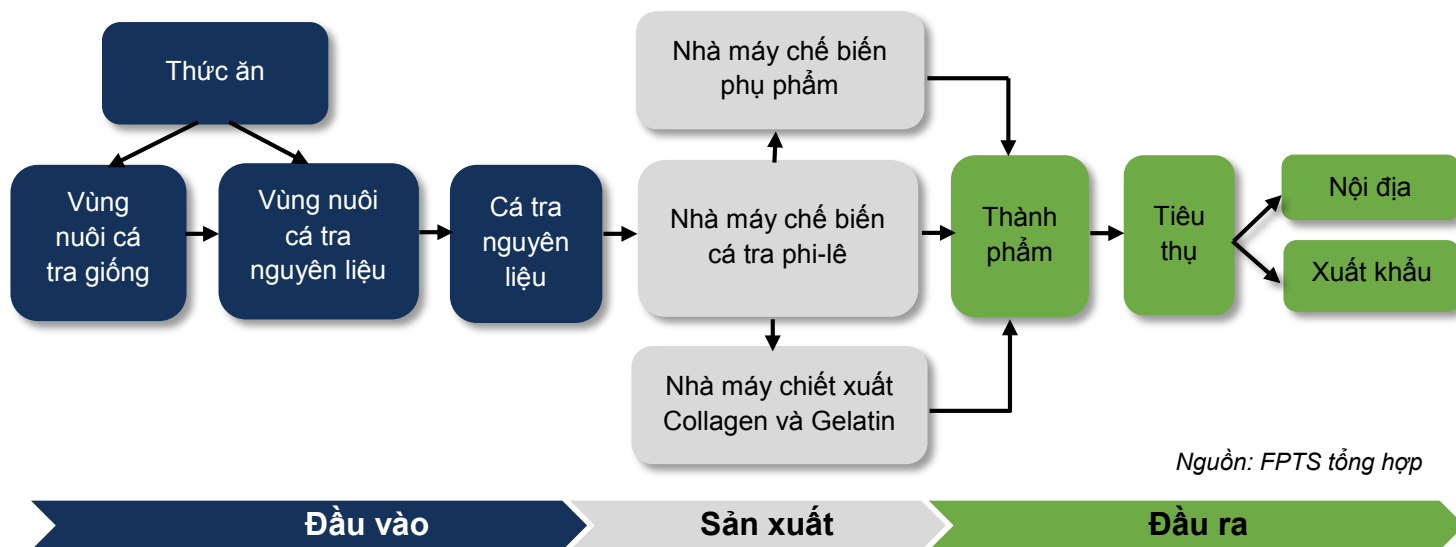 Thức ăn
Vùng
nuôi cá
tra giống
Vùng nuôi
cá tra
nguyên liệu
Cá tra
nguyên
liệu
Nhà máy chế biến
phụ phẩm
Nhà máy chế biến
cá tra phi-lê
Nhà máy chiết xuất
Collagen và Gelatin
Thành
phẩm
Tiêu
thụ
Nội địa
Xuất khẩu
Nguồn: FPTS tổng hợp
Đầu vào
Sản xuất
Đầu ra